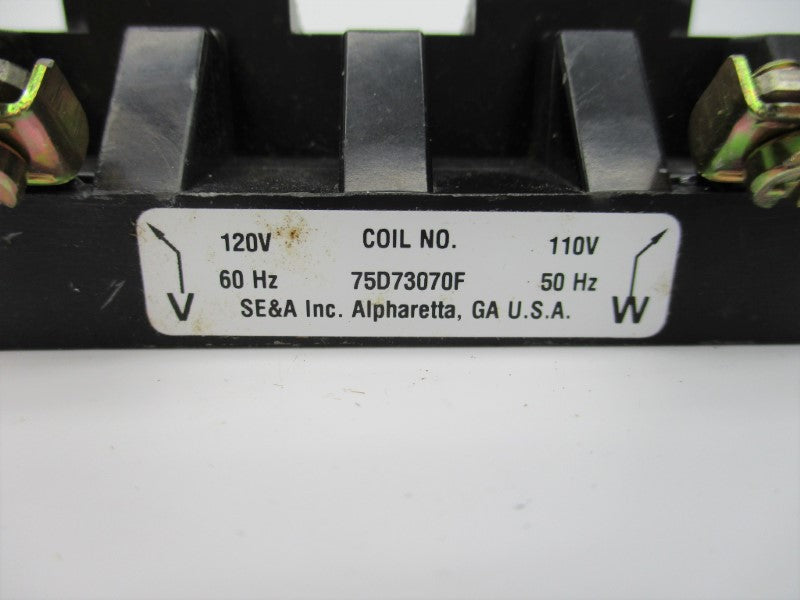 120V COIL NO. 110V
60 Hz 75D73070F 50 Hz
V SE&A Inc. Alpharetta, GA U.S.A. W